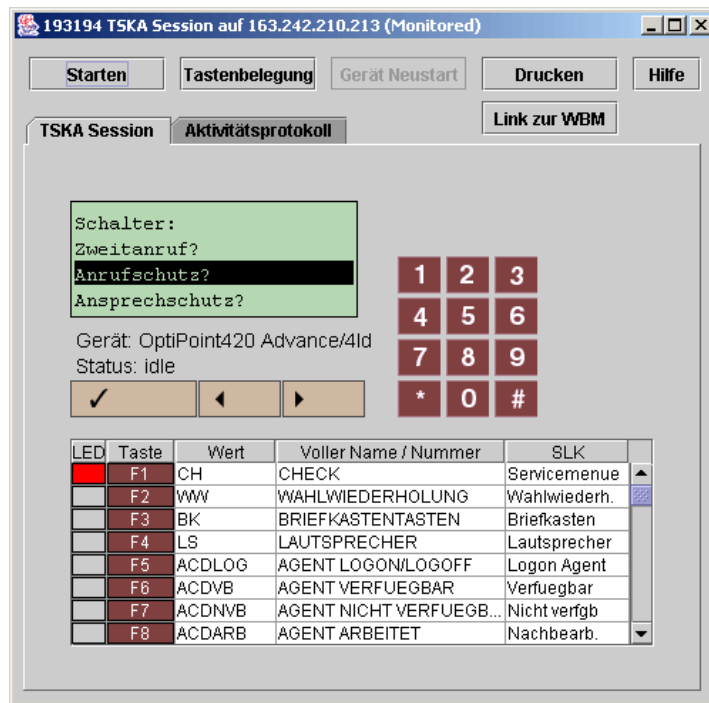 193194 TSKA Session auf 163.242.210.213 (Monitored)
Starten Tastenbelegung Gerät Neustart Drucken Hilfe
Link zur WBM
TSKA Session Aktivitätsprotokoll
Schalter:
Zweitanruf?
Anrufschutz?
Ansprechschutz?
1 2 3
4 5 6
7 8 9
* 0 #
Gerät: OptiPoint420 Advance/4ld
Status: idle
LED Taste Wert Voller Name / Nummer SLK
F1 CH CHECK Servicemenue
F2 WW WAHLWIEDERHOLUNG Wahlwiederh.
F3 BK BRIEFKASTENTASTEN Briefkasten
F4 LS LAUTSPRECHER Lautsprecher
F5 ACDLOG AGENT LOGON/LOGOFF Logon Agent
F6 ACDVB AGENT VERFUEGBAR Verfuegbar
F7 ACDNVB AGENT NICHT VERFUEGB... Nicht verfgb
F8 ACDARB AGENT ARBEITET Nachbearb.